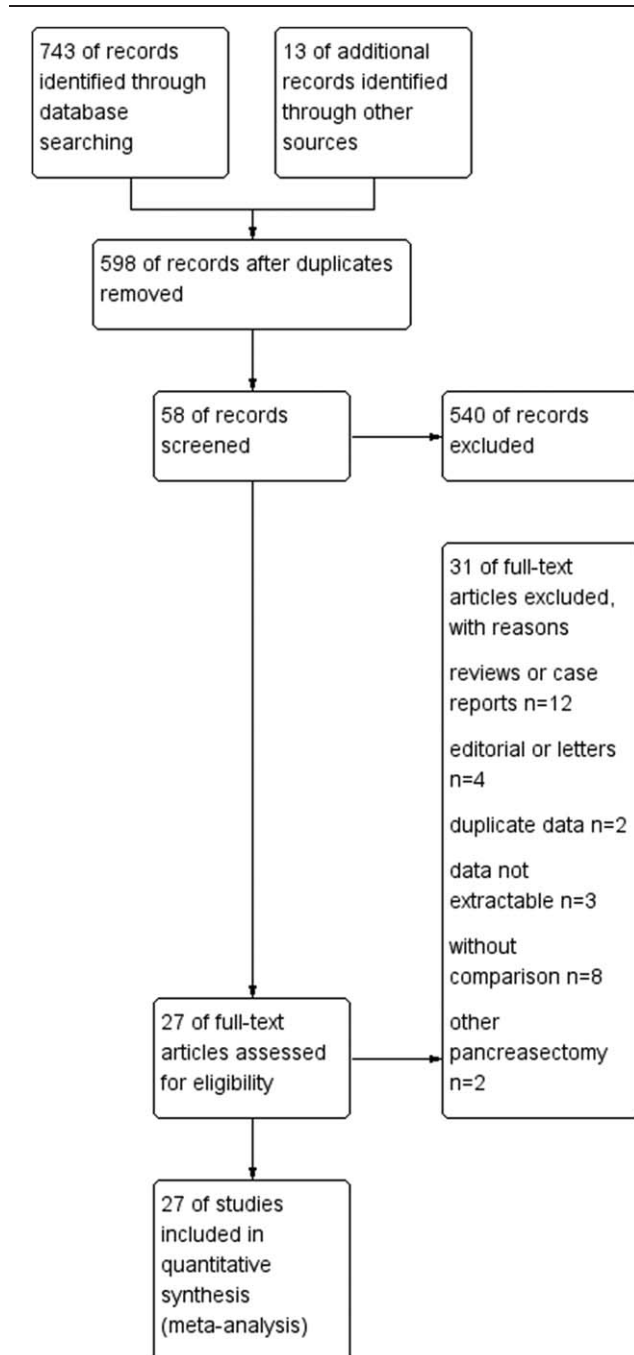 743 of records
identified through
database
searching
13 of additional
records identified
through other
sources
598 of records after duplicates
removed
58 of records
screened
540 of records
excluded
31 of full-text
articles excluded,
with reasons
reviews or case
reports n=12
editorial or letters
n=4
duplicate data n=2
data not
extractable n=3
without
comparison n=8
other
pancreasectomy
n=2
27 of full-text
articles assessed
for eligibility
27 of studies
included in
quantitative
synthesis
(meta-analysis)